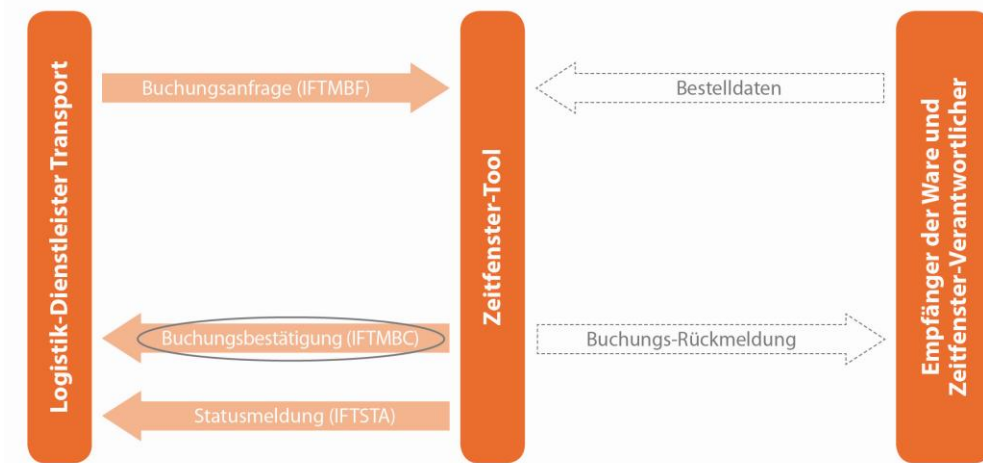 Logistik-Dienstleister Transport
Buchungsanfrage (IFTMBF)
Buchungsbestätigung (IFTMBC)
Statusmeldung (IFTSTA)
Zeitfenster-Tool
Bestelldaten
Buchungs-Rückmeldung
Empfänger der Ware und
Zeitfenster-Verantwortlicher